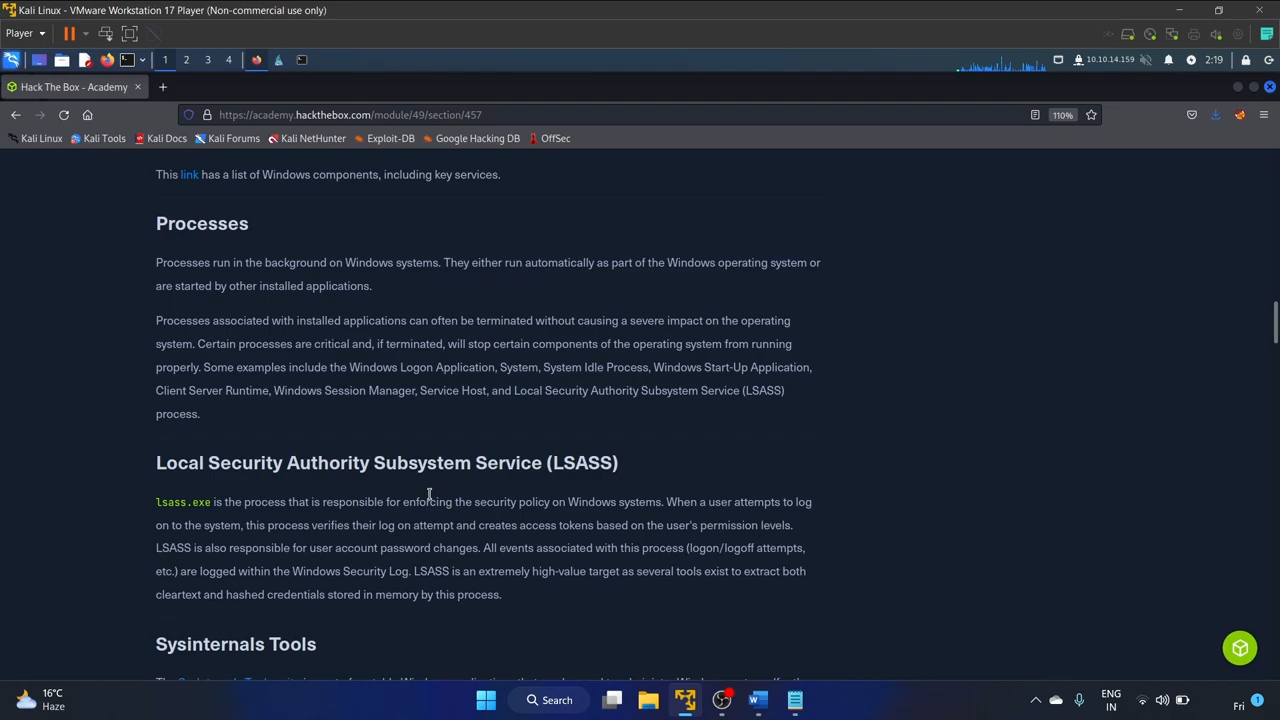 Kali Linux - VMware Workstation 17 Player (Non-commercial use only)
Player
1 2 3 4
10.10.14.159
2:19
Hack The Box - Academy
https://academy.hackthebox.com/module/49/section/457
110%
Kali Linux Kali Tools Kali Docs Kali Forums Kali NetHunter Exploit-DB Google Hacking DB OffSec
This link has a list of Windows components, including key services.
Processes
Processes run in the background on Windows systems. They either run automatically as part of the Windows operating system or
are started by other installed applications.
Processes associated with installed applications can often be terminated without causing a severe impact on the operating
system. Certain processes are critical and, if terminated, will stop certain components of the operating system from running
properly. Some examples include the Windows Logon Application, System, System Idle Process, Windows Start-Up Application,
Client Server Runtime, Windows Session Manager, Service Host, and Local Security Authority Subsystem Service (LSASS)
process.
Local Security Authority Subsystem Service (LSASS)
lsass.exe is the process that is responsible for enforcing the security policy on Windows systems. When a user attempts to log
on to the system, this process verifies their log on attempt and creates access tokens based on the user's permission levels.
LSASS is also responsible for user account password changes. All events associated with this process (logon/logoff attempts,
etc.) are logged within the Windows Security Log. LSASS is an extremely high-value target as several tools exist to extract both
cleartext and hashed credentials stored in memory by this process.
Sysinternals Tools
16°C
Haze
Search
ENG
IN
Fri
1